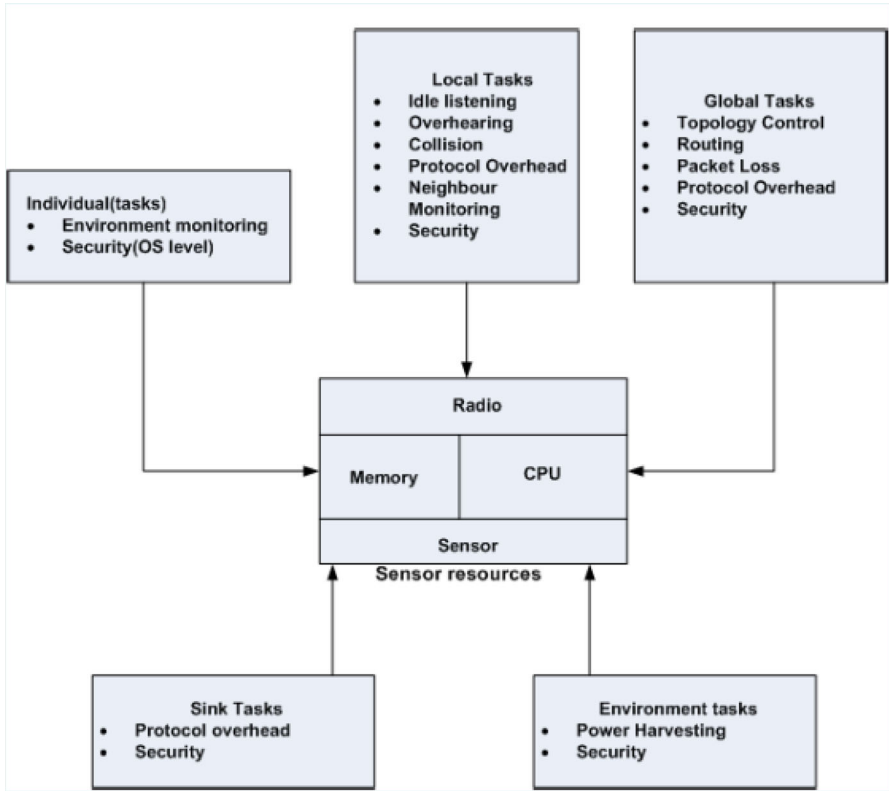 Local Tasks
• Idle listening
• Overhearing
• Collision
• Protocol Overhead
• Neighbour
Monitoring
• Security
Global Tasks
• Topology Control
• Routing
• Packet Loss
• Protocol Overhead
• Security
Individual(tasks)
• Environment monitoring
• Security(OS level)
Radio
Memory
CPU
Sensor
Sensor resources
Sink Tasks
• Protocol overhead
• Security
Environment tasks
• Power Harvesting
• Security